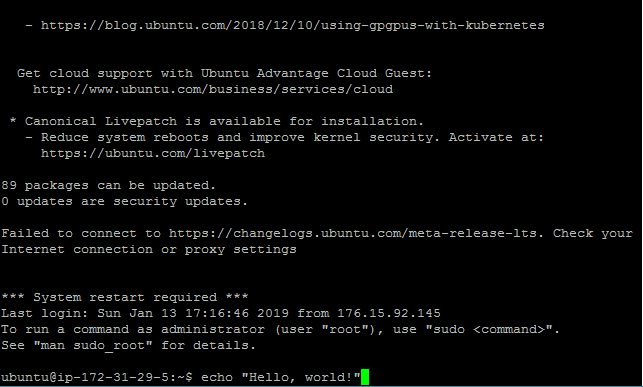 - https://blog.ubuntu.com/2018/12/10/using-gpgpus-with-kubernetes
Get cloud support with Ubuntu Advantage Cloud Guest:
http://www.ubuntu.com/business/services/cloud
* Canonical Livepatch is available for installation.
- Reduce system reboots and improve kernel security. Activate at:
https://ubuntu.com/livepatch
89 packages can be updated.
0 updates are security updates.
Failed to connect to https://changelogs.ubuntu.com/meta-release-lts. Check your
Internet connection or proxy settings
*** System restart required ***
Last login: Sun Jan 13 17:16:46 2019 from 176.15.92.145
To run a command as administrator (user "root"), use "sudo <command>".
See "man sudo_root" for details.
ubuntu@ip-172-31-29-5:~$ echo "Hello, world!"